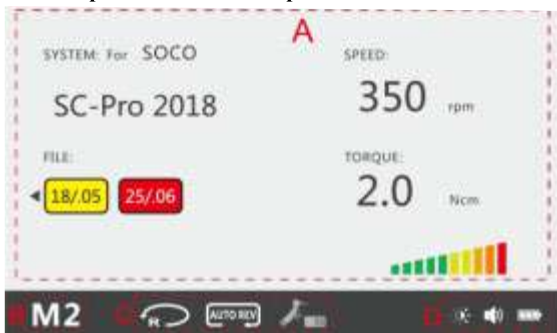 A
SYSTEM: For SOCO
SPEED:
SC-Pro 2018
350 rpm
FILE:
TORQUE:
18/.05 25/.06
2.0 Ncm
B M2 C R AUTO REV D